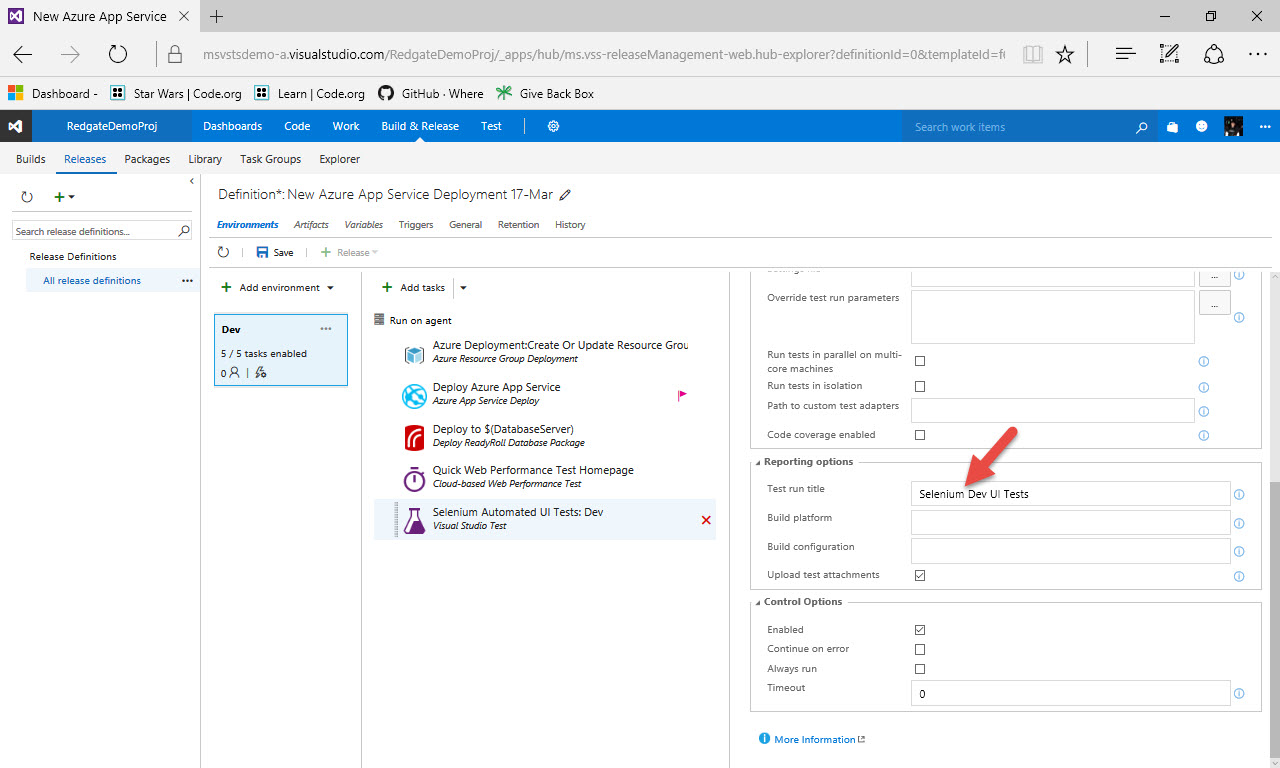 New Azure App Service
msvstsdemo-a.visualstudio.com/RedgateDemoProj/_apps/hub/ms.vss-releaseManagement-web.hub-explorer?definitionId=0&templateId=f
Dashboard - Star Wars | Code.org Learn | Code.org GitHub · Where Give Back Box
RedgateDemoProj Dashboards Code Work Build & Release Test Search work items
Builds Releases Packages Library Task Groups Explorer
Definition*: New Azure App Service Deployment 17-Mar
Search release definitions...
Release Definitions
All release definitions
Environments Artifacts Variables Triggers General Retention History
Save Release
Add environment
Dev
5 / 5 tasks enabled
0
Add tasks
Run on agent
Azure Deployment:Create Or Update Resource Grou
Azure Resource Group Deployment
Deploy Azure App Service
Azure App Service Deploy
Deploy to $(DatabaseServer)
Deploy ReadyRoll Database Package
Quick Web Performance Test Homepage
Cloud-based Web Performance Test
Selenium Automated UI Tests: Dev
Visual Studio Test
...
Override test run parameters
...
Run tests in parallel on multi-
core machines
Run tests in isolation
Path to custom test adapters
Code coverage enabled
Reporting options
Test run title Selenium Dev UI Tests
Build platform
Build configuration
Upload test attachments
Control Options
Enabled
Continue on error
Always run
Timeout 0
More Information